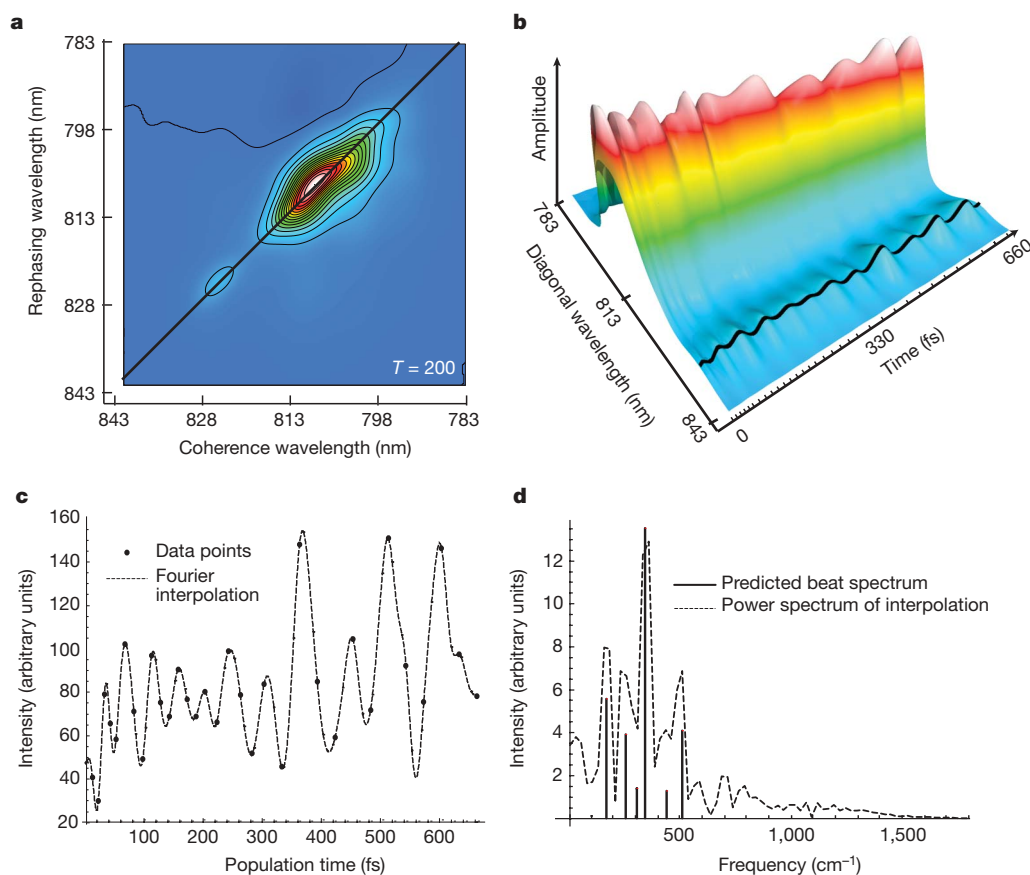 a
783
798
813
828
843
Rephasing wavelength (nm)
T = 200
843
828
813
798
783
Coherence wavelength (nm)
b
Amplitude
783
813
843
Diagonal wavelength (nm)
0
330
660
Time (fs)
c
160
140
120
100
80
60
40
20
Intensity (arbitrary units)
Data points
Fourier
interpolation
100
200
300
400
500
600
Population time (fs)
d
12
10
8
6
4
2
Intensity (arbitrary units)
Predicted beat spectrum
Power spectrum of interpolation
500
1,000
1,500
Frequency (cm⁻¹)